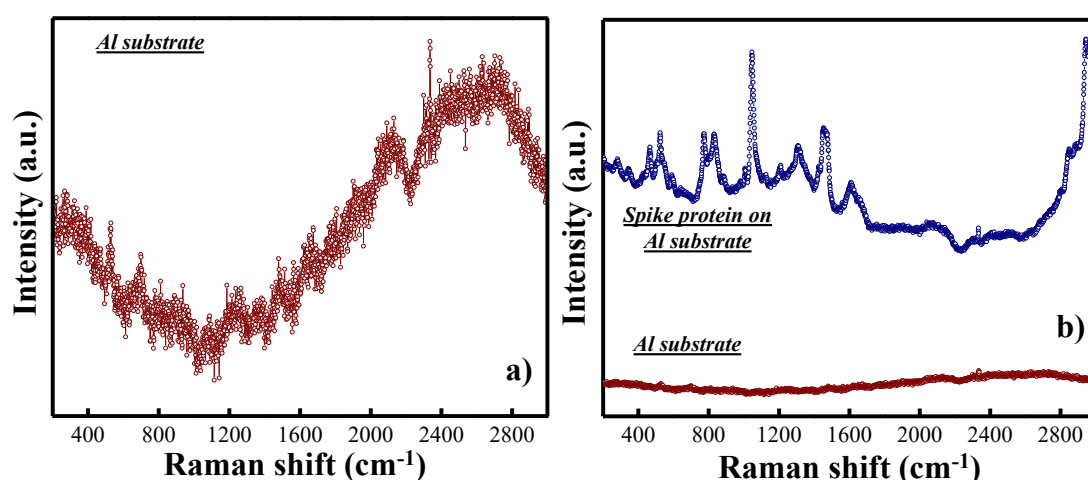 Al substrate
Intensity (a.u.)
a)
400 800 1200 1600 2000 2400 2800
Raman shift (cm⁻¹)
Spike protein on
Al substrate
Al substrate
Intensity (a.u.)
b)
400 800 1200 1600 2000 2400 2800
Raman shift (cm⁻¹)